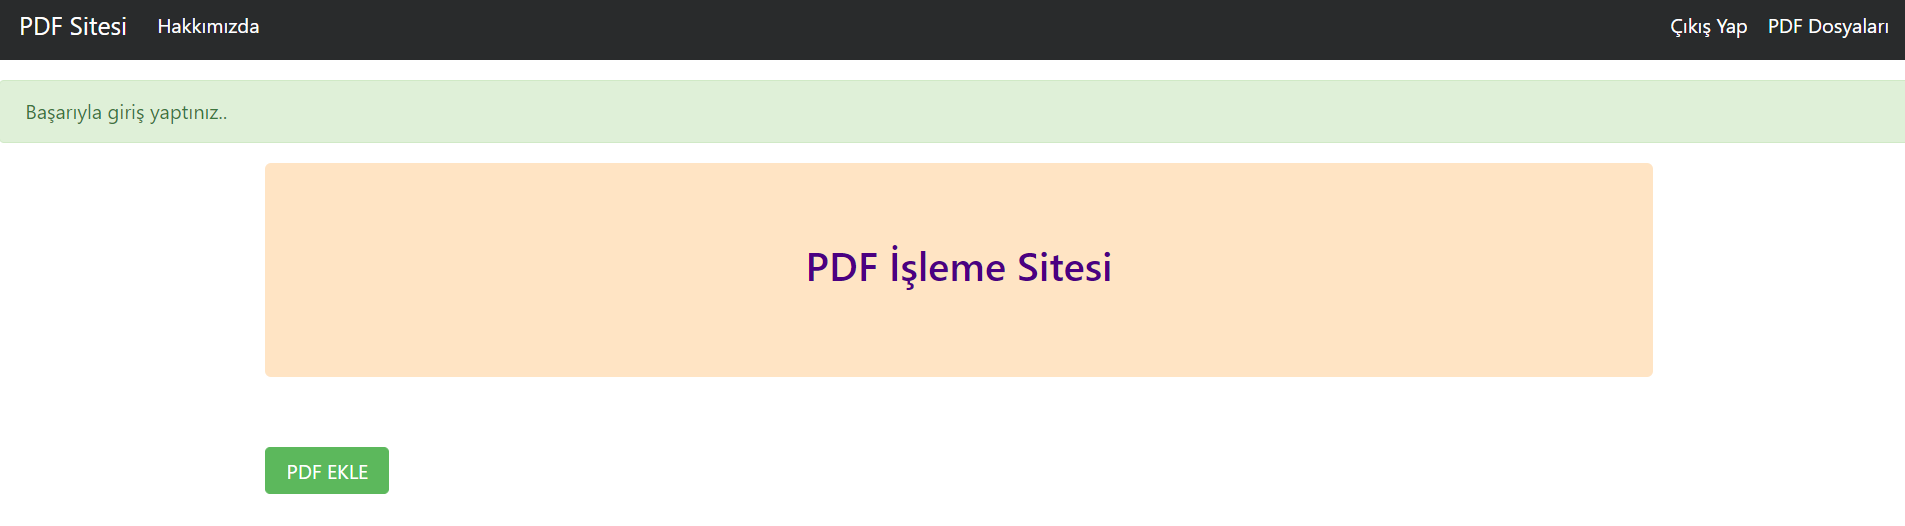 PDF Sitesi Hakkımızda Çıkış Yap PDF Dosyaları
Başarıyla giriş yaptınız..
PDF İşleme Sitesi
PDF EKLE